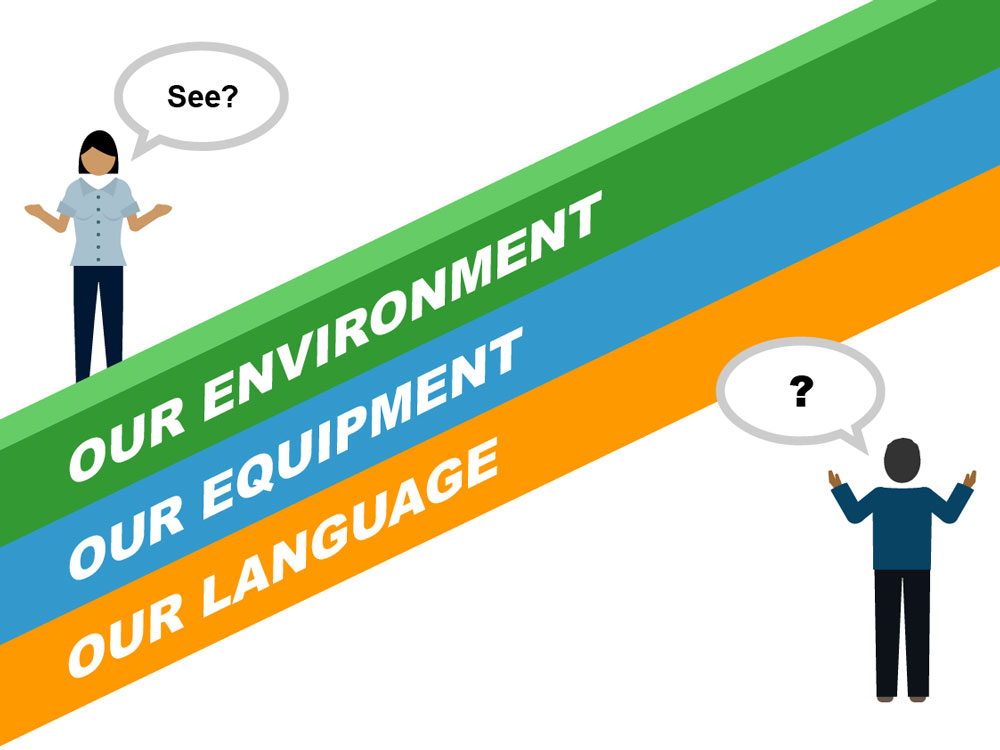 See?
OUR ENVIRONMENT
OUR EQUIPMENT
OUR LANGUAGE
?